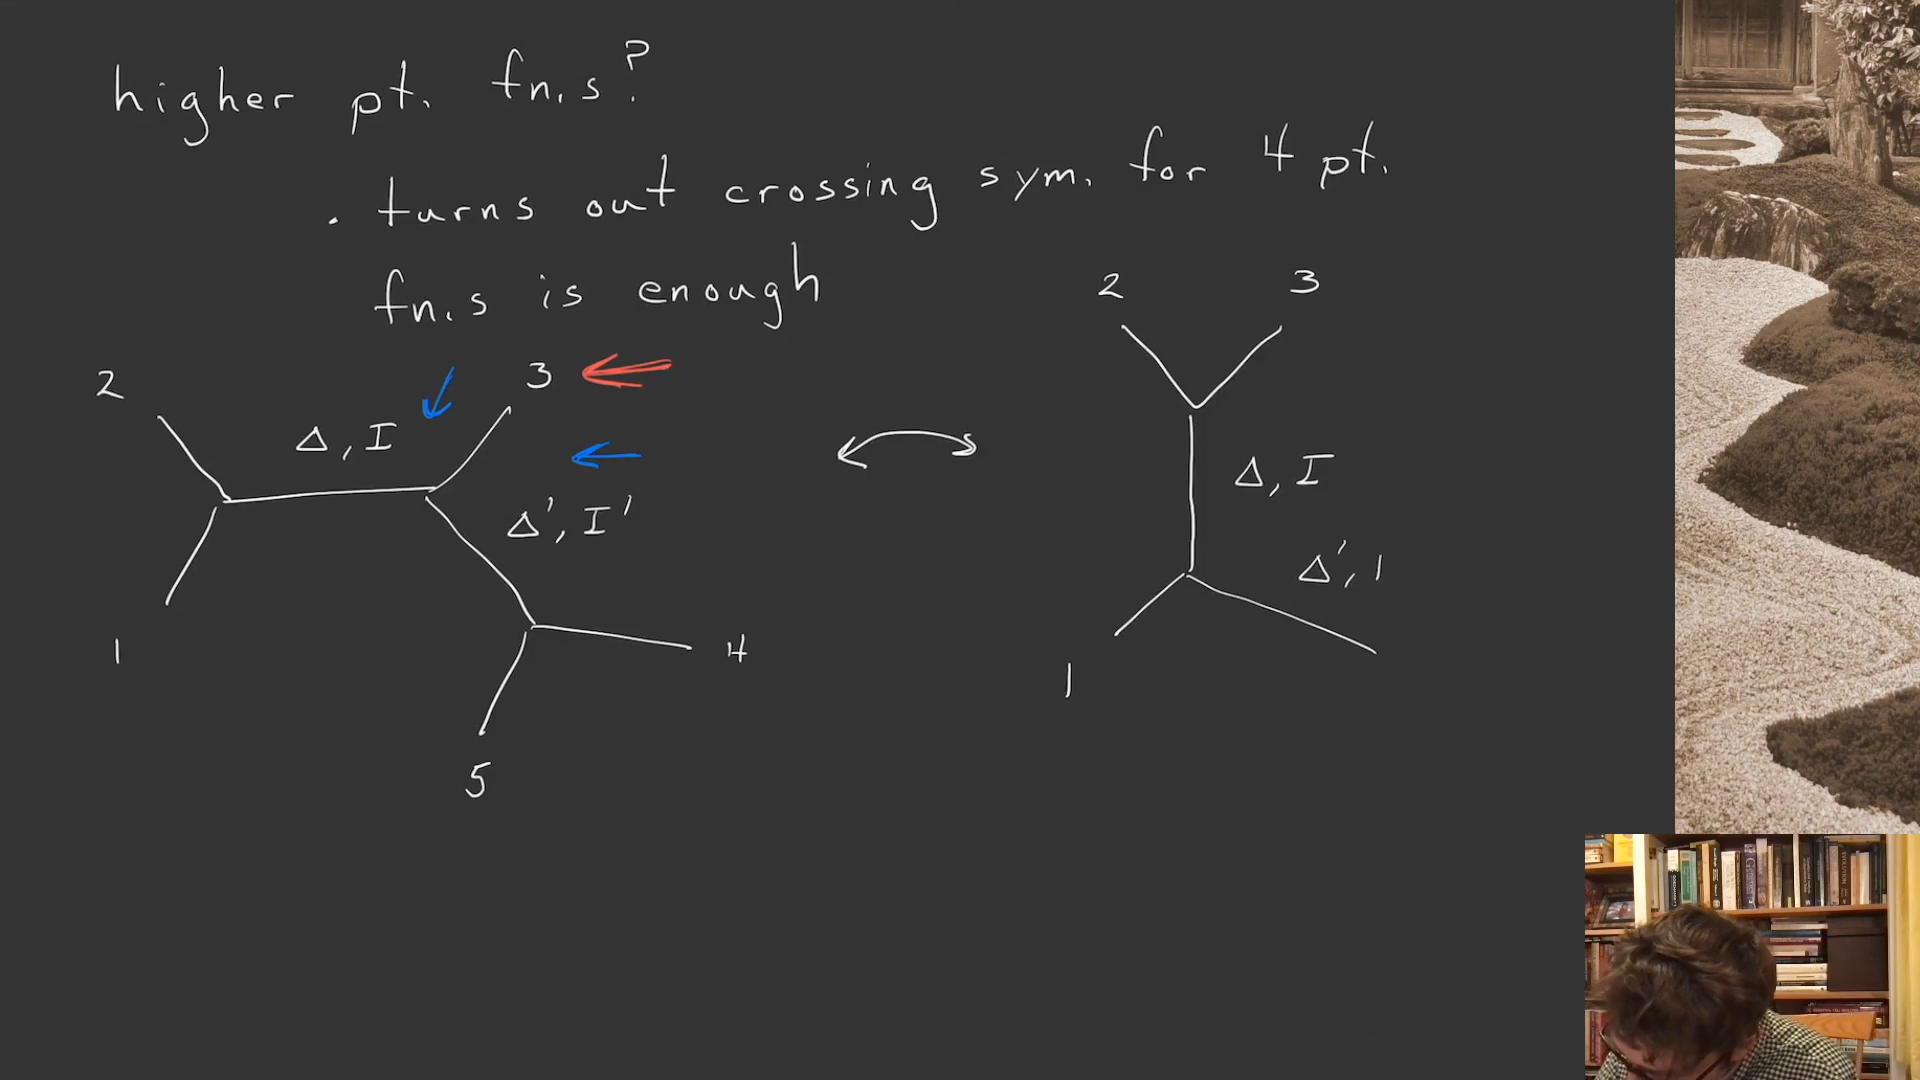 higher pt. fn.s?
· turns out crossing sym. for 4 pt.
fn.s is enough
2 3
2 3
Δ, I
Δ, I
Δ', I'
Δ', I
1 4
1
5